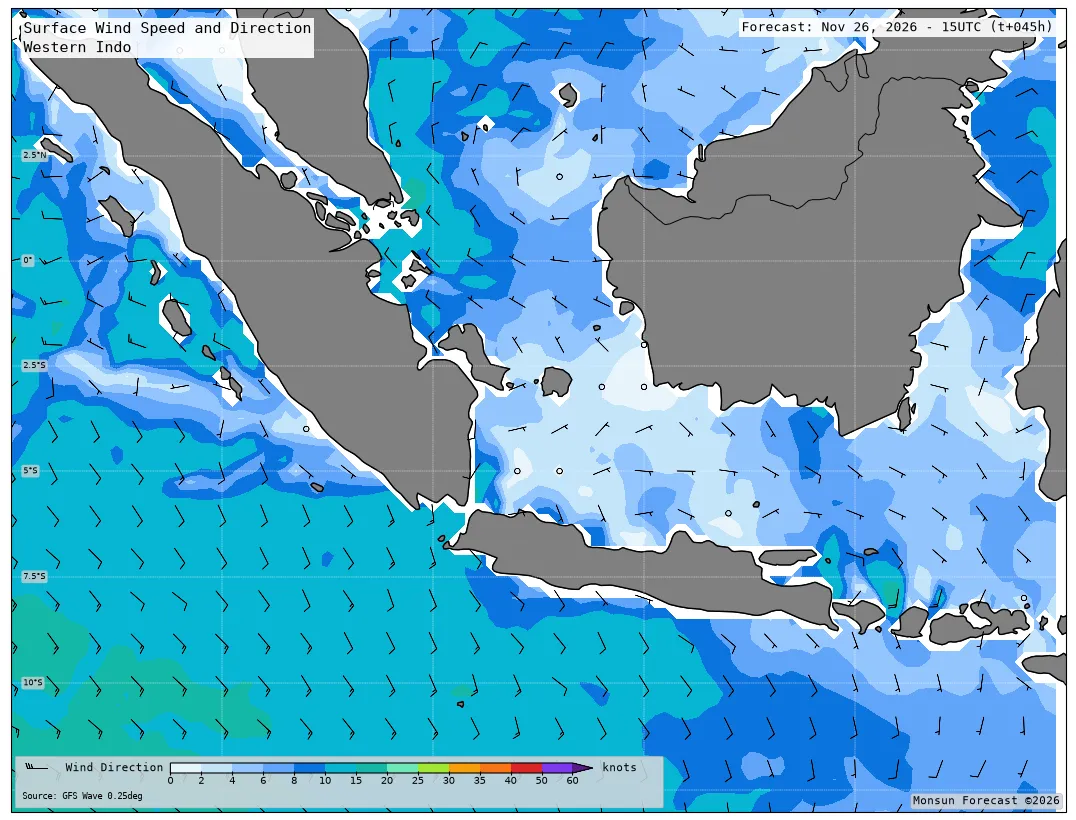 Surface Wind Speed and Direction
Western Indo
Forecast: Nov 26, 2026 - 15UTC (t+045h)
2.5°N
0°
2.5°S
5°S
7.5°S
10°S
Wind Direction
0 2 4 6 8 10 15 20 25 30 35 40 50 60
knots
Source: GFS Wave 0.25deg
Monsun Forecast ©2026